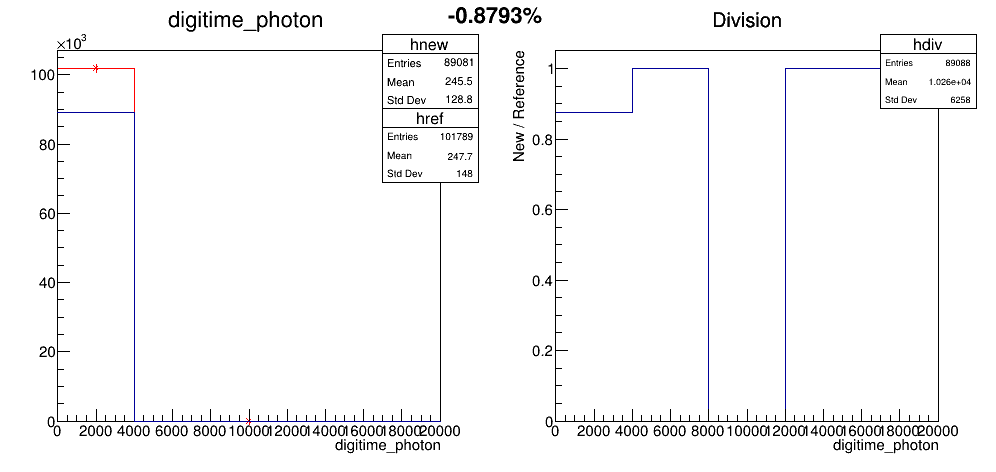 -0.8793%
digitime_photon
×10³
100
80
60
40
20
0
0 2000 4000 6000 8000 10000 12000 14000 16000 18000 20000
digitime_photon
hnew
Entries 89081
Mean 245.5
Std Dev 128.8
href
Entries 101789
Mean 247.7
Std Dev 148
Division
New / Reference
1
0.8
0.6
0.4
0.2
0
0 2000 4000 6000 8000 10000 12000 14000 16000 18000 20000
digitime_photon
hdiv
Entries 89088
Mean 1.026e+04
Std Dev 6258